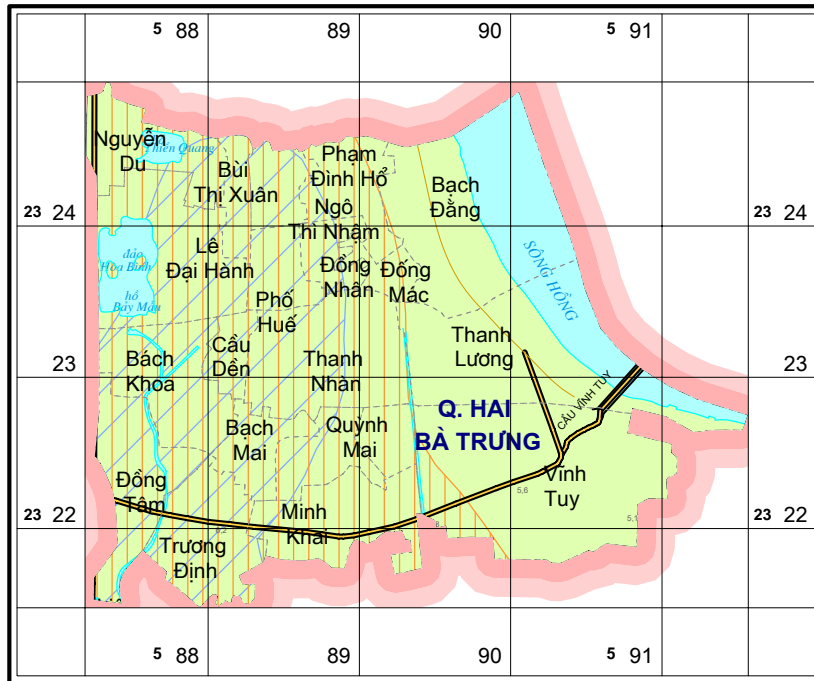 5 88 89 90 5 91
Nguyễn
Du
Thiền Quang
Bùi
Thị Xuân
Phạm
Đình Hổ
Bạch
Đằng
Ngô
Thì Nhậm
23 24 23 24
Lê
Đại Hành
đảo
Hòa Bình
hồ
Bảy Mẫu
Đồng
Nhân
Đông
Mác
SÔNG HỒNG
Phố
Huế
Thanh
Lương
Bách
Khoa
Cầu
Dền
Thanh
Nhàn
23 23
CẦU VĨNH TUY
Q. HAI
BÀ TRƯNG
Bạch
Mai
Quỳnh
Mai
Đồng
Tâm
Vĩnh
Tuy
5,6
5,1
Minh
Khai
23 22 23 22
Trương
Định
5 88 89 90 5 91